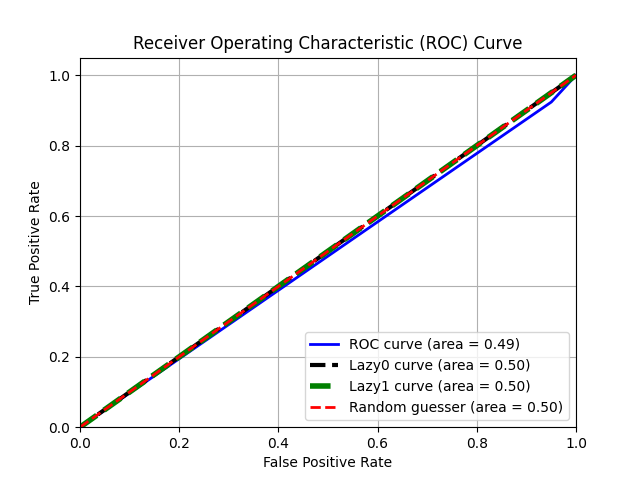 Receiver Operating Characteristic (ROC) Curve
1.0
0.8
0.6
0.4
0.2
0.0
True Positive Rate
ROC curve (area = 0.49)
Lazy0 curve (area = 0.50)
Lazy1 curve (area = 0.50)
Random guesser (area = 0.50)
0.0 0.2 0.4 0.6 0.8 1.0
False Positive Rate